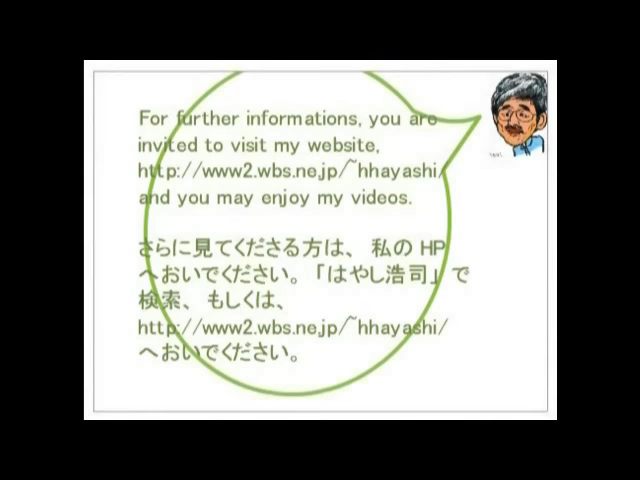 For further informations, you are
invited to visit my website,
http://www2.wbs.ne.jp/~hhayashi/
and you may enjoy my videos.
さらに見てくださる方は、 私の HP
へおいでください。「はやし浩司」 で
検索、もしくは、
http://www2.wbs.ne.jp/~hhayashi/
へおいでください。